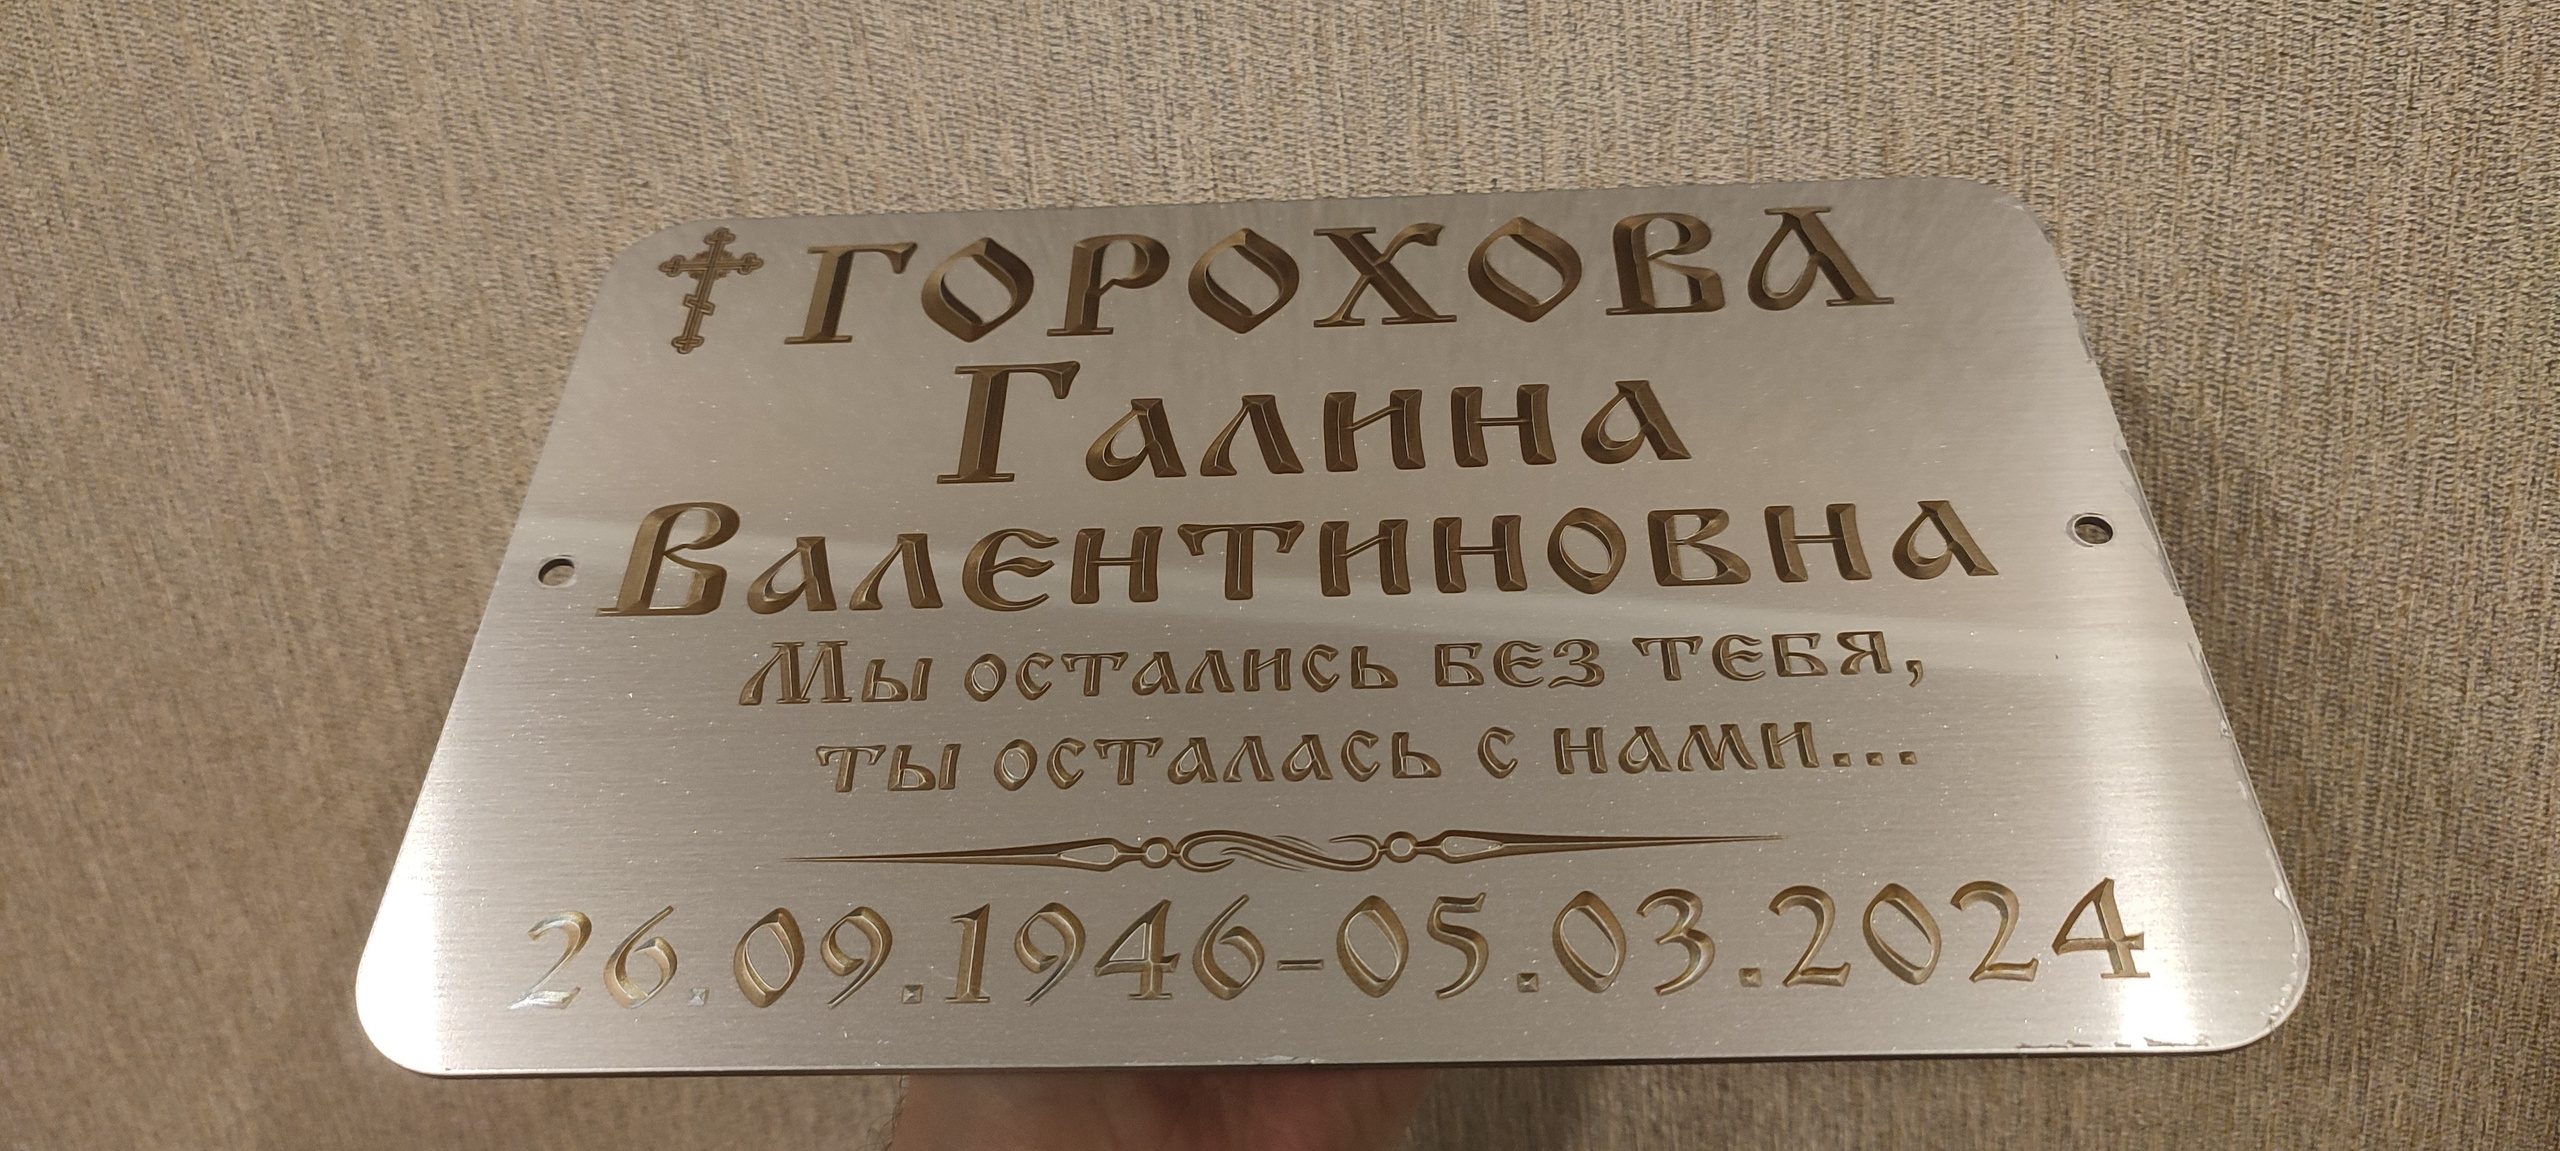 ГОРОХОВА
Галина
Валентиновна
Мы остались без тебя,
ты осталась с нами...
26.09.1946-05.03.2024